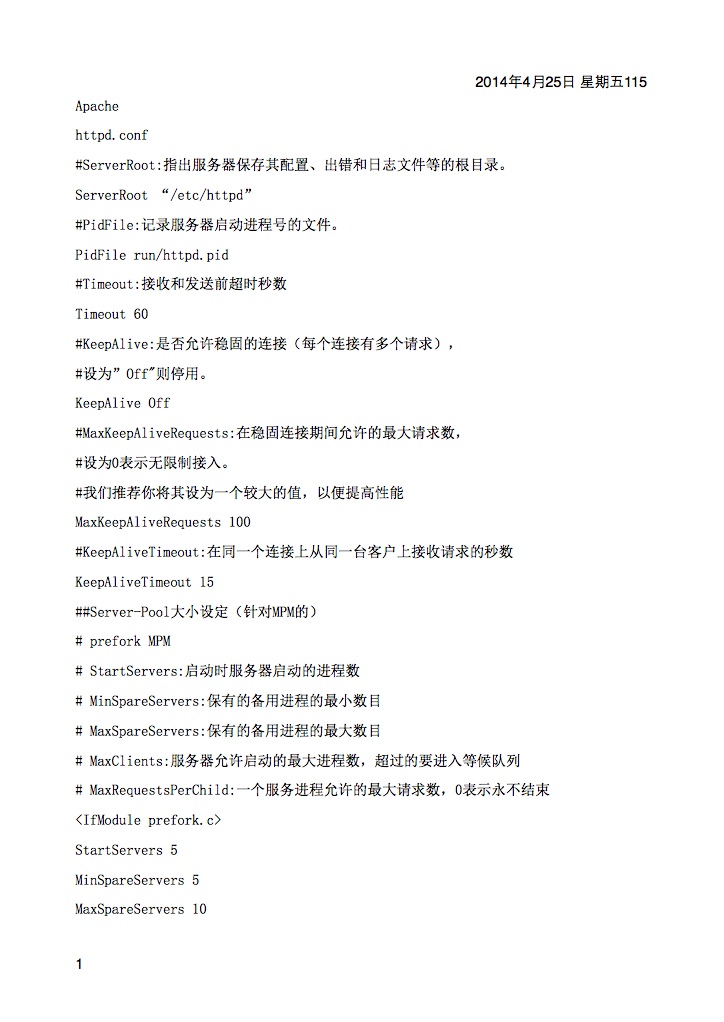 2014年4月25日 星期五115
Apache
httpd.conf
#ServerRoot:指出服务器保存其配置、出错和日志文件等的根目录。
ServerRoot “/etc/httpd”
#PidFile:记录服务器启动进程号的文件。
PidFile run/httpd.pid
#Timeout:接收和发送前超时秒数
Timeout 60
#KeepAlive:是否允许稳固的连接（每个连接有多个请求），
#设为”Off"则停用。
KeepAlive Off
#MaxKeepAliveRequests:在稳固连接期间允许的最大请求数，
#设为0表示无限制接入。
#我们推荐你将其设为一个较大的值，以便提高性能
MaxKeepAliveRequests 100
#KeepAliveTimeout:在同一个连接上从同一台客户上接收请求的秒数
KeepAliveTimeout 15
##Server-Pool大小设定（针对MPM的）
# prefork MPM
# StartServers:启动时服务器启动的进程数
# MinSpareServers:保有的备用进程的最小数目
# MaxSpareServers:保有的备用进程的最大数目
# MaxClients:服务器允许启动的最大进程数，超过的要进入等候队列
# MaxRequestsPerChild:一个服务进程允许的最大请求数，0表示永不结束
<IfModule prefork.c>
StartServers 5
MinSpareServers 5
MaxSpareServers 10
1